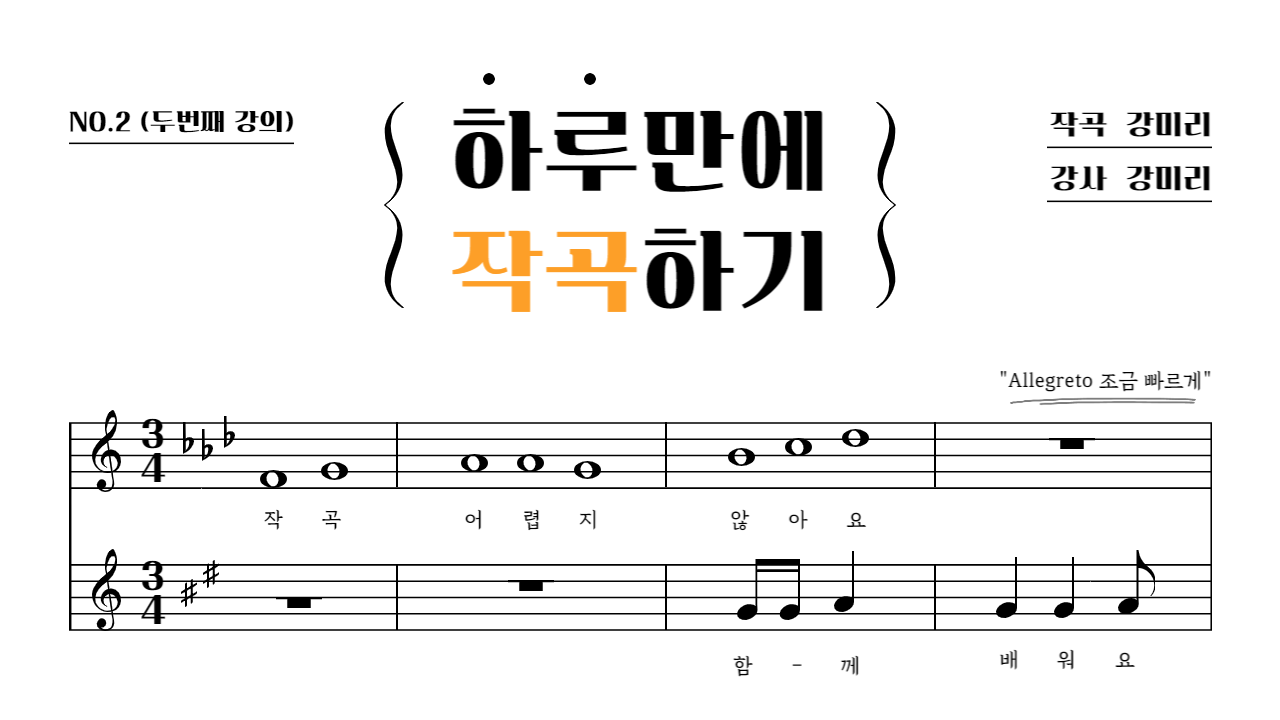 NO.2 (두번째 강의)
하루만에
작곡하기
작곡 강미리
강사 강미리
"Allegreto 조금 빠르게"
3
4
작 곡 어 렵 지 않 아 요
3
4
함 - 께 배 워 요